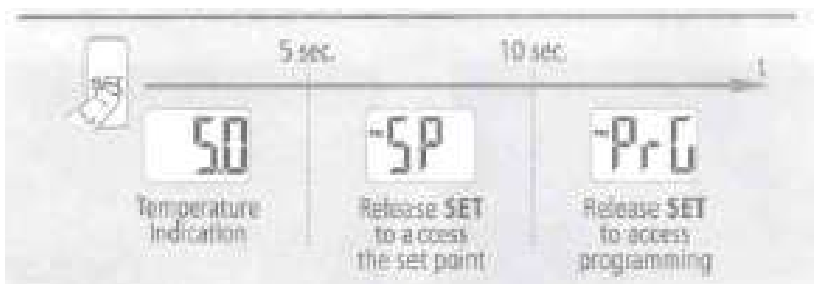 5 sec.
10 sec.
t
SET
5.0
SP
PrG
Temperature
Indication
Release SET
to access
the set point
Release SET
to access
programming